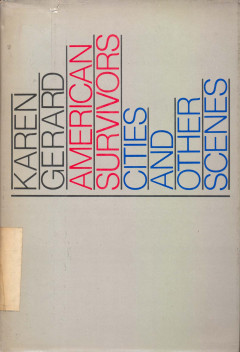 KAREN
GERARD
AMERICAN
SURVIVORS
CITIES
AND
OTHER
SCENES